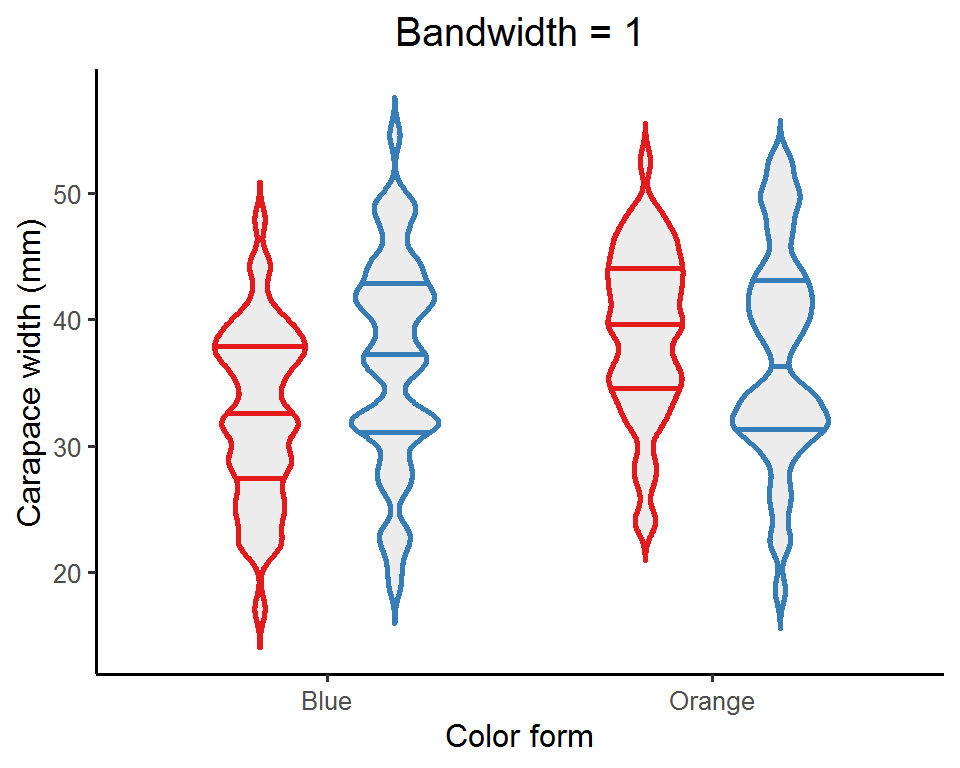 Bandwidth = 1
Carapace width (mm)
50
40
30
20
Blue
Orange
Color form